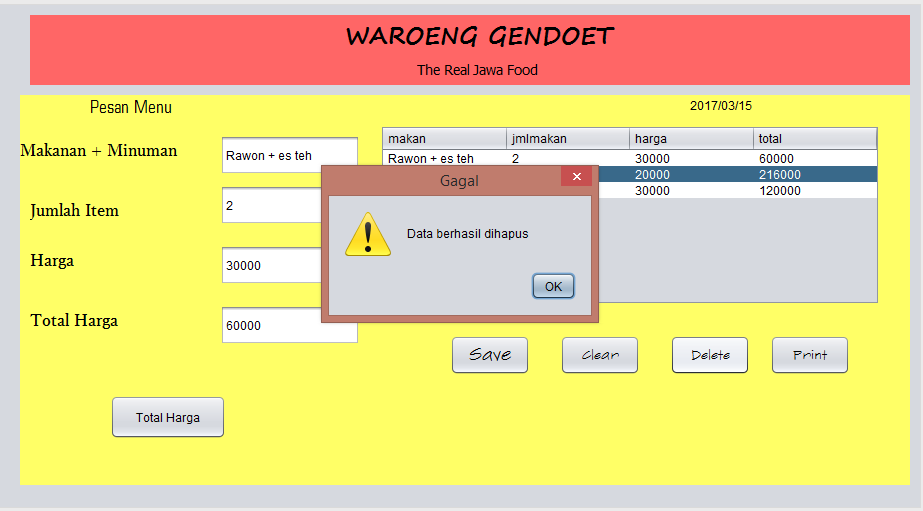 WAROENG GENDOET
The Real Jawa Food
Pesan Menu
2017/03/15
Makanan + Minuman
Rawon + es teh
Jumlah Item
2
Harga
30000
Total Harga
60000
makan jmlmakan harga total
Rawon + es teh 2 30000 60000
20000 216000
30000 120000
Gagal
Data berhasil dihapus
OK
Save Clear Delete Print
Total Harga